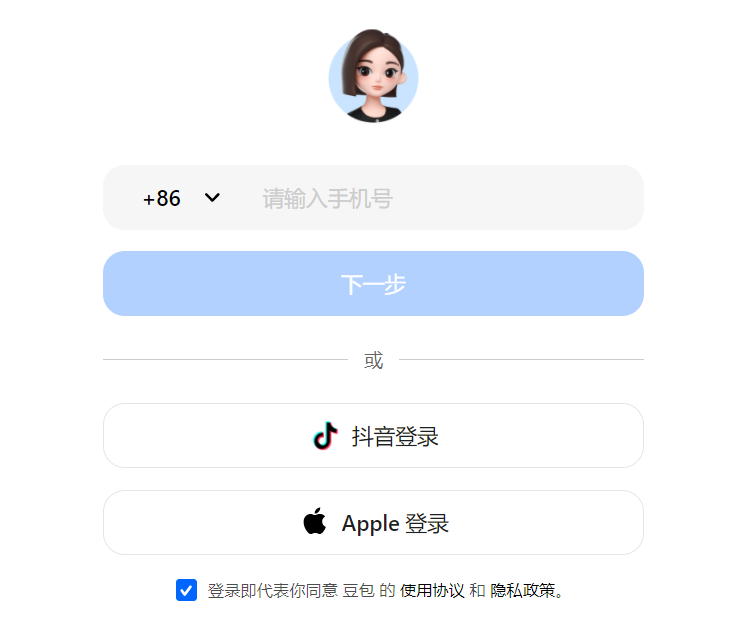 +86 请输入手机号
下一步
或
抖音登录
Apple 登录
登录即代表你同意 豆包 的 使用协议 和 隐私政策。